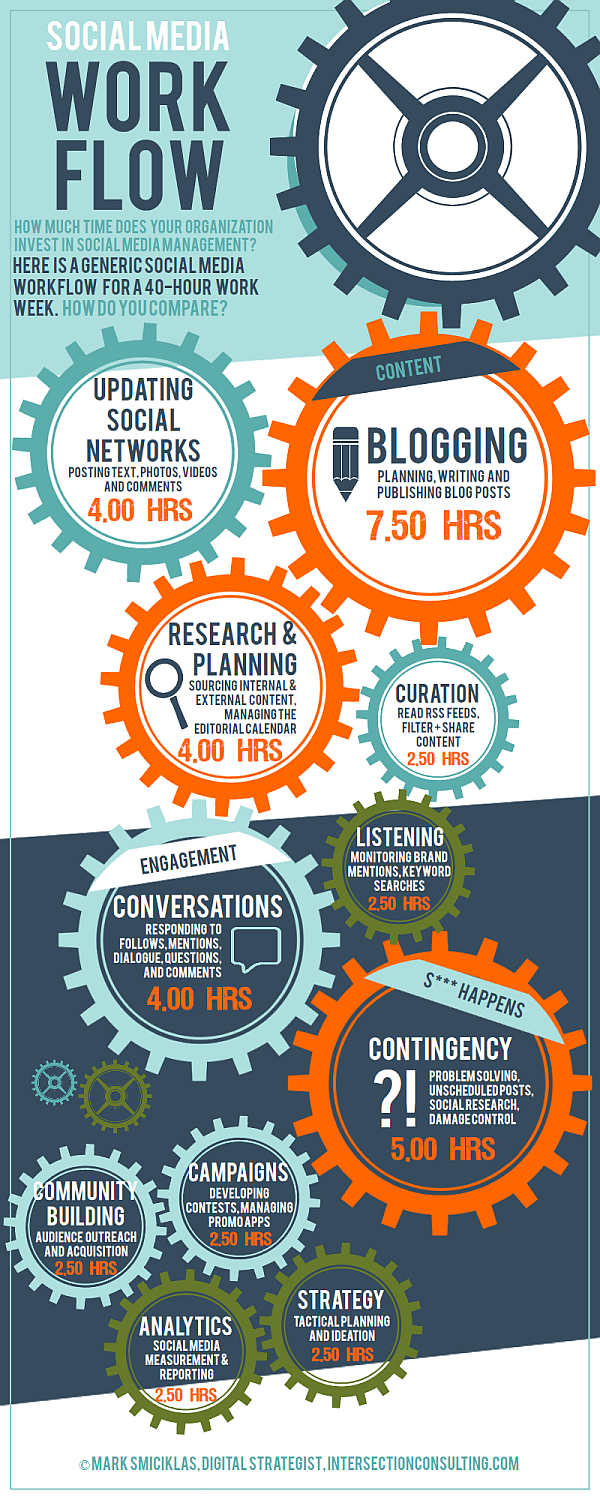 SOCIAL MEDIA
WORK
FLOW
HOW MUCH TIME DOES YOUR ORGANIZATION
INVEST IN SOCIAL MEDIA MANAGEMENT?
HERE IS A GENERIC SOCIAL MEDIA
WORKFLOW FOR A 40-HOUR WORK
WEEK. HOW DO YOU COMPARE?
UPDATING
SOCIAL
NETWORKS
POSTING TEXT, PHOTOS, VIDEOS
AND COMMENTS
4.00 HRS
CONTENT
BLOGGING
PLANNING, WRITING AND
PUBLISHING BLOG POSTS
7.50 HRS
RESEARCH &
PLANNING
SOURCING INTERNAL &
EXTERNAL CONTENT,
MANAGING THE
EDITORIAL CALENDAR
4.00 HRS
CURATION
READ RSS FEEDS,
FILTER + SHARE
CONTENT
2.50 HRS
LISTENING
MONITORING BRAND
MENTIONS, KEYWORD
SEARCHES
2.50 HRS
ENGAGEMENT
CONVERSATIONS
RESPONDING TO
FOLLOWS, MENTIONS,
DIALOGUE, QUESTIONS,
AND COMMENTS
4.00 HRS
S*** HAPPENS
CONTINGENCY
?!
PROBLEM SOLVING,
UNSCHEDULED POSTS,
SOCIAL RESEARCH,
DAMAGE CONTROL
5.00 HRS
CAMPAIGNS
DEVELOPING
CONTESTS, MANAGING
PROMO APPS
2.50 HRS
COMMUNITY
BUILDING
AUDIENCE OUTREACH
AND ACQUISITION
2.50 HRS
STRATEGY
TACTICAL PLANNING
AND IDEATION
2.50 HRS
ANALYTICS
SOCIAL MEDIA
MEASUREMENT &
REPORTING
2.50 HRS
© MARK SMICIKLAS, DIGITAL STRATEGIST, INTERSECTIONCONSULTING.COM